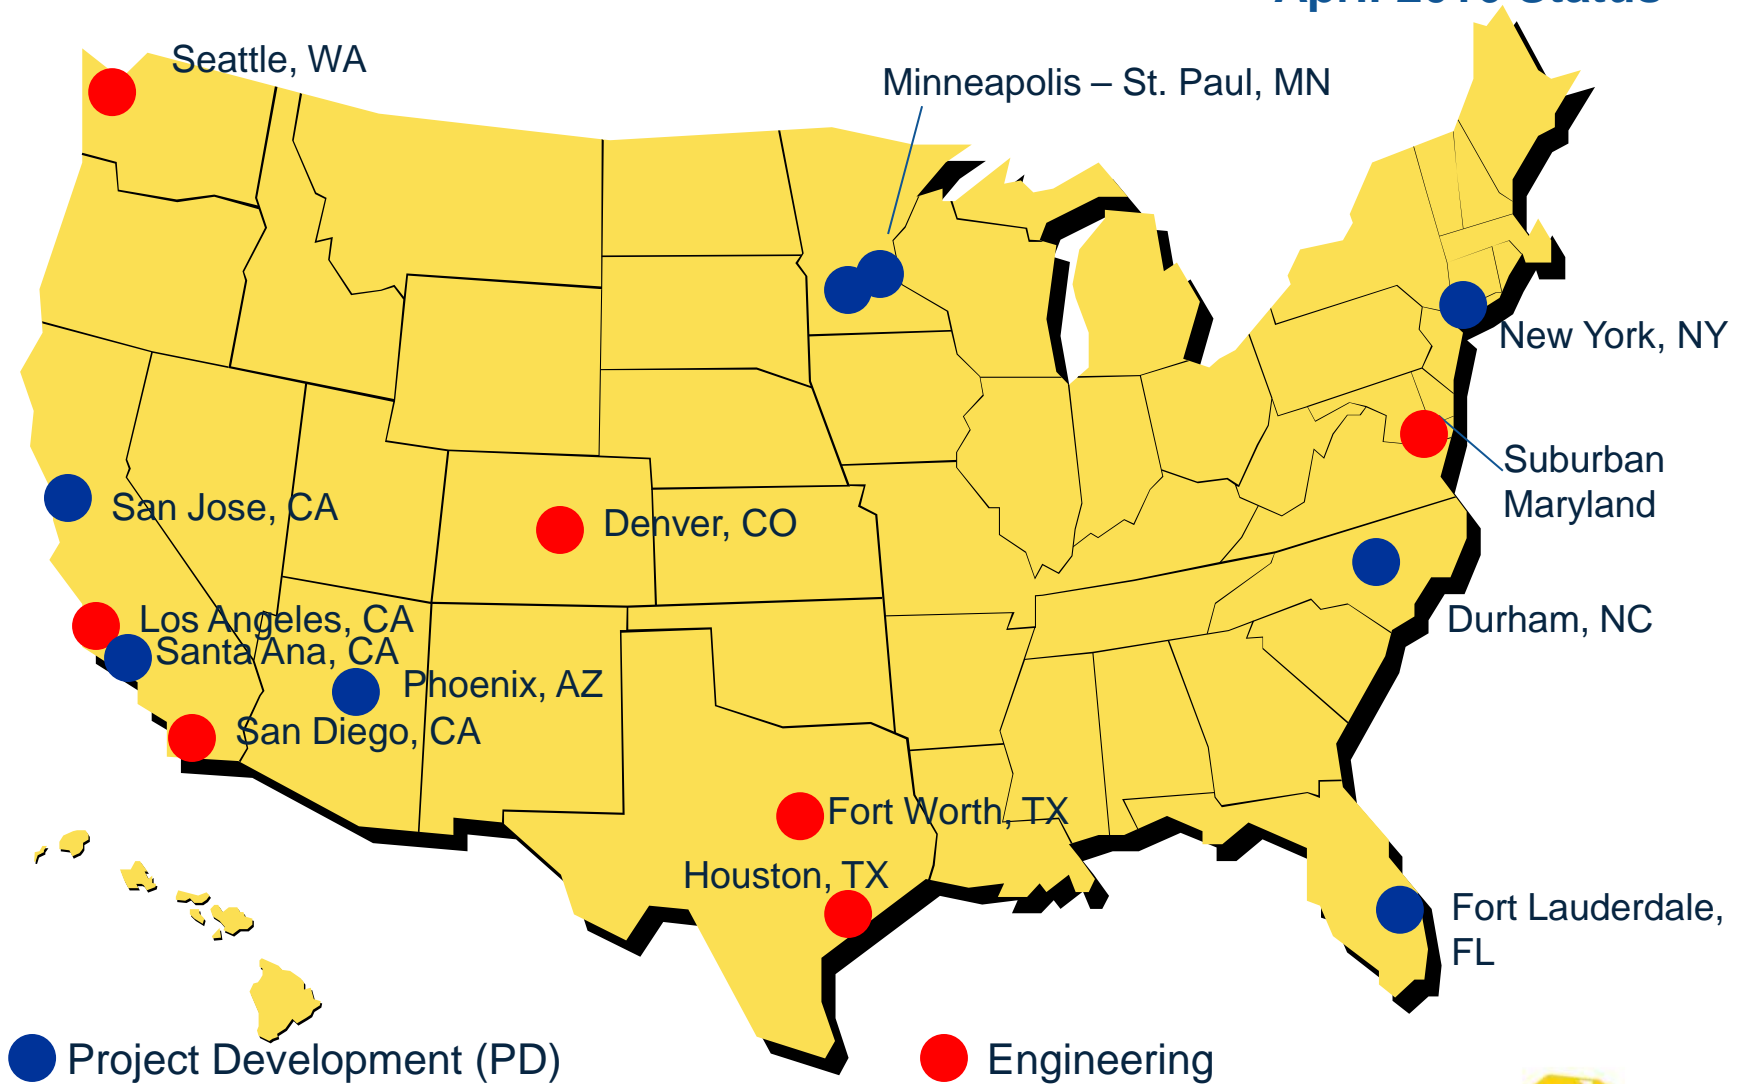 Seattle, WA
Minneapolis – St. Paul, MN
New York, NY
Suburban
Maryland
San Jose, CA
Denver, CO
Los Angeles, CA
Durham, NC
Santa Ana, CA
Phoenix, AZ
San Diego, CA
Fort Worth, TX
Houston, TX
Fort Lauderdale,
FL
Project Development (PD)
Engineering